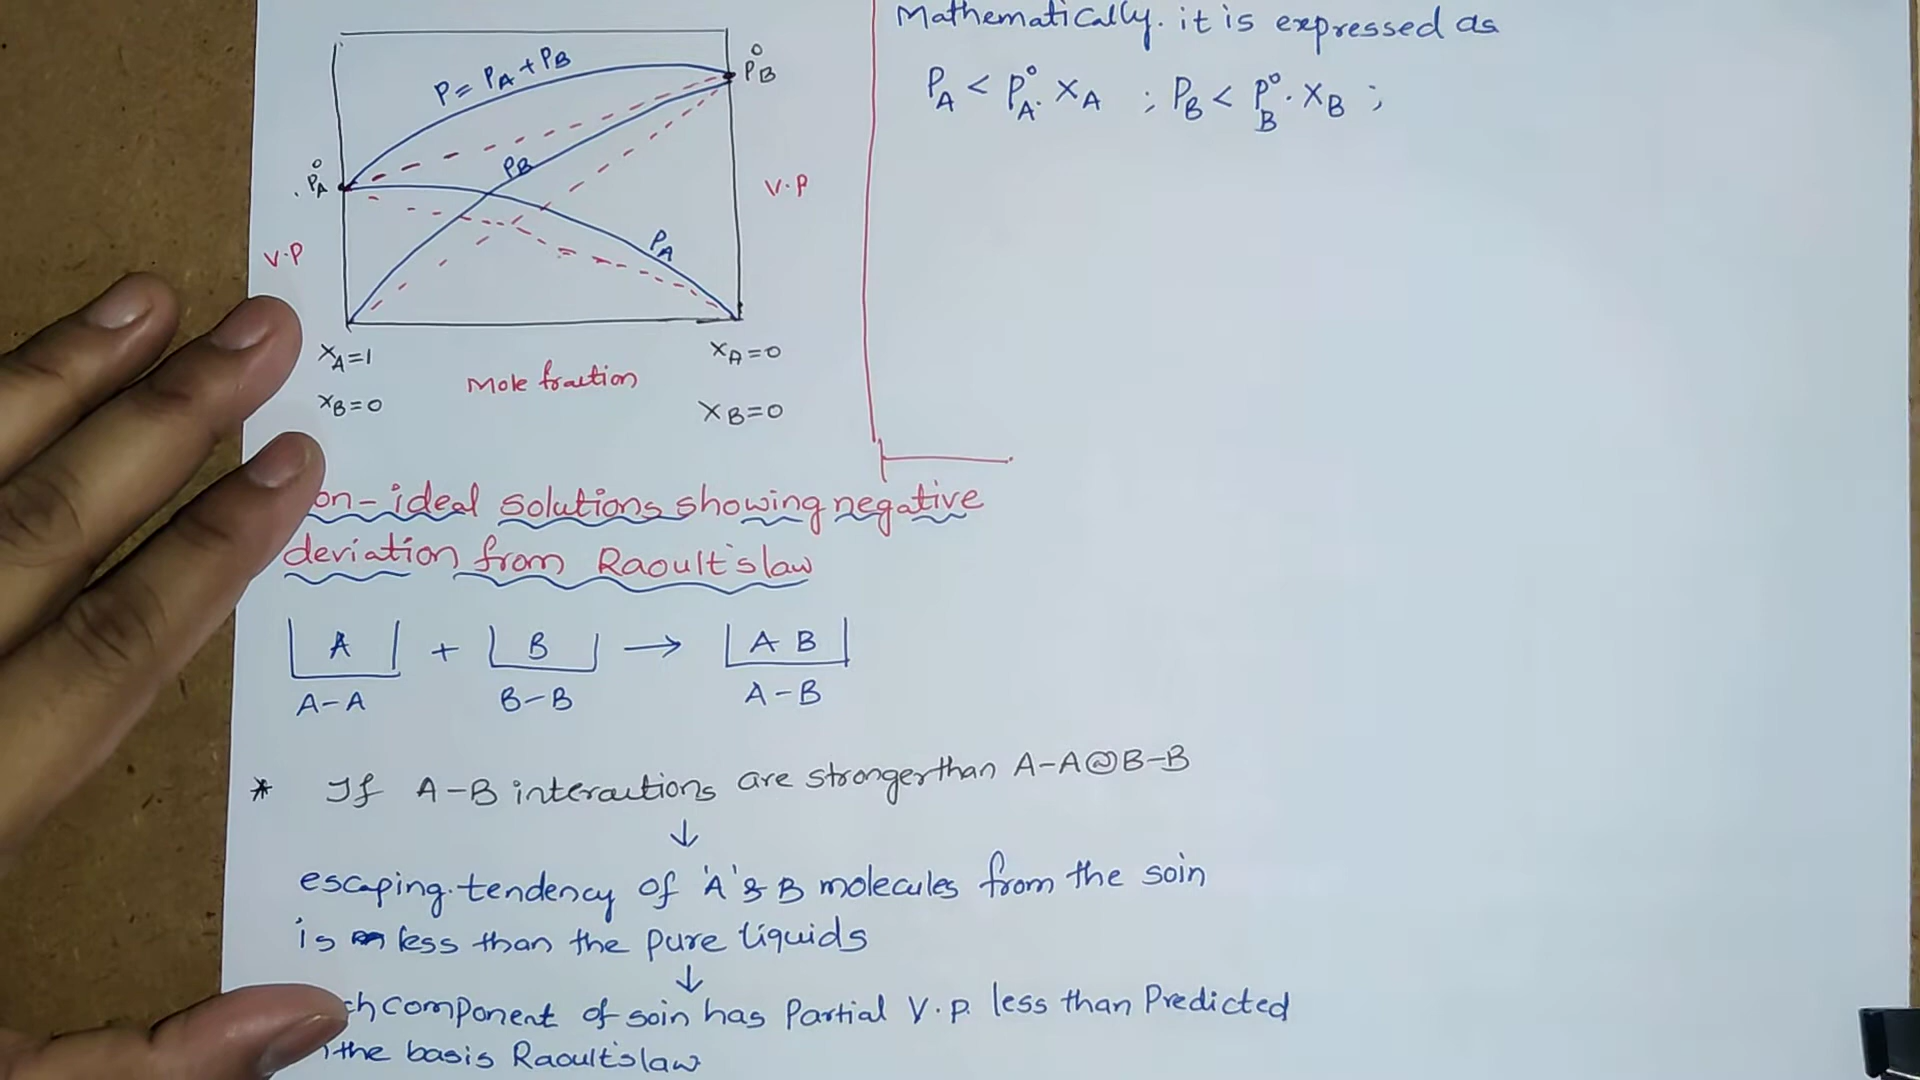 P = PA + PB
P°B
P°A
PB
PA
V.P
V.P
XA=1
XA=0
Mole fraction
XB=0
XB=0
Mathematically. it is expressed as
PA < P°A. XA ; PB < P°B. XB ;
on-ideal solutions showing negative
deviation from Raoult's law
A + B → A B
A-A B-B A-B
* If A-B interactions are stronger than A-A @ B-B
↓
escaping.tendency of 'A' & B molecules from the soln
is less than the pure liquids
↓
ch component of soln has Partial V.P. less than Predicted
the basis Raoult's law